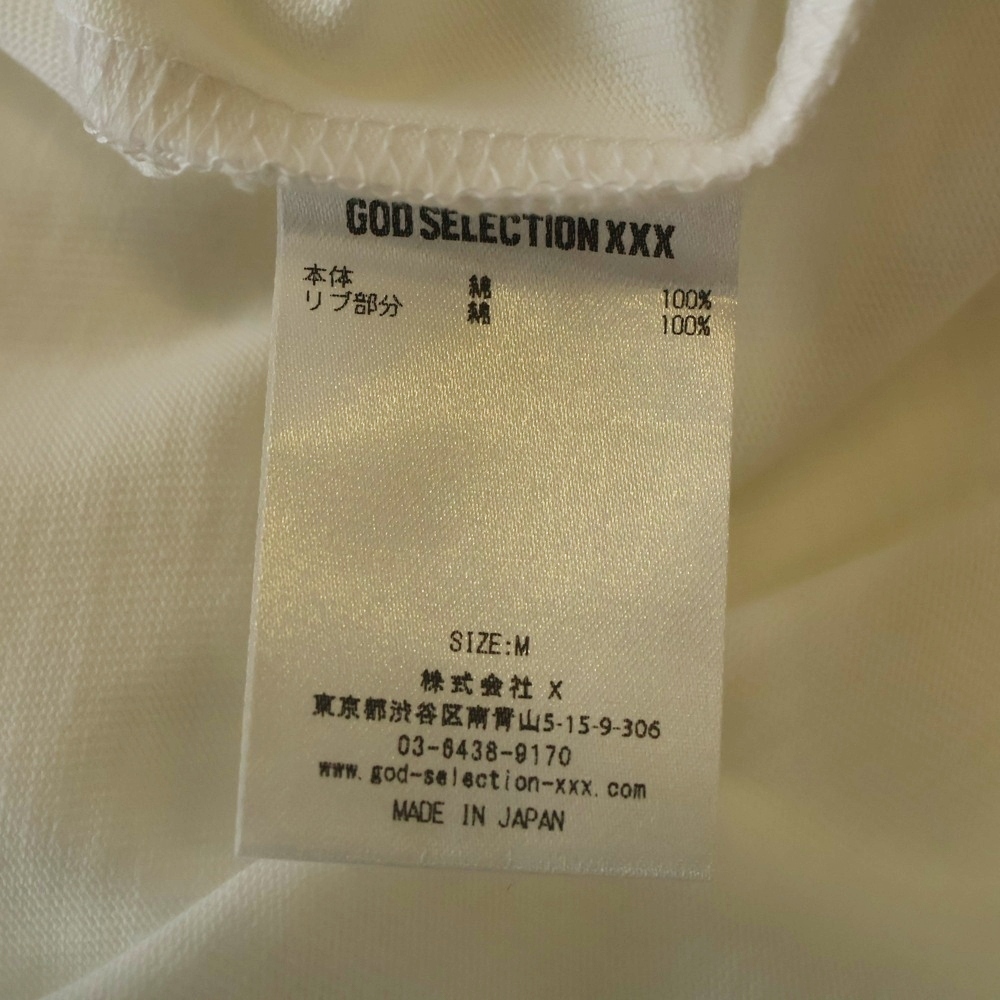 GOD SELECTION XXX
本体 綿 100%
リブ部分 綿 100%
SIZE:M
株式会社 X
東京都渋谷区南青山5-15-9-306
03-6438-9170
www.god-selection-xxx.com
MADE IN JAPAN